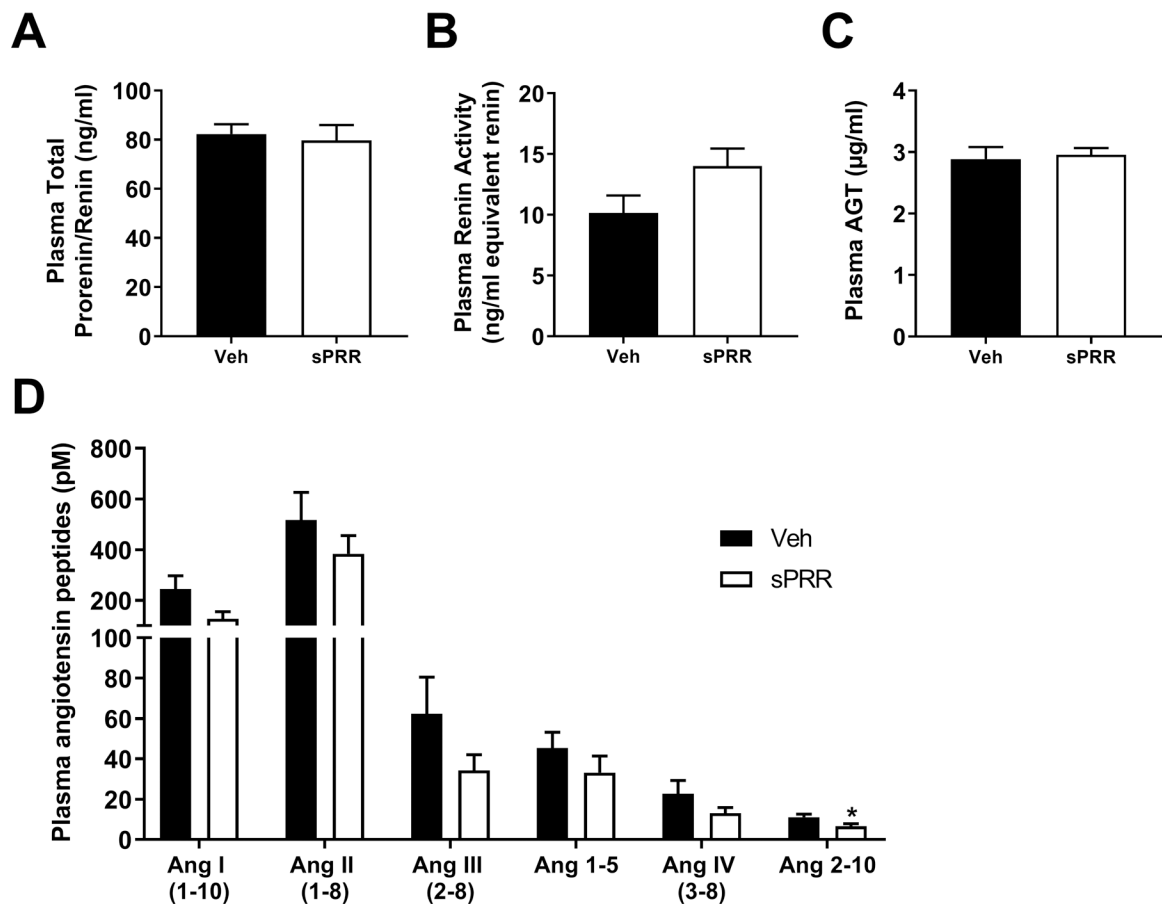 A
Plasma Total
Prorenin/Renin (ng/ml)
100
80
60
40
20
0
Veh
sPRR
B
Plasma Renin Activity
(ng/ml equivalent renin)
20
15
10
5
0
Veh
sPRR
C
Plasma AGT (µg/ml)
4
3
2
1
0
Veh
sPRR
D
Plasma angiotensin peptides (pM)
800
600
400
200
100
80
60
40
20
0
Veh
sPRR
*
Ang I
(1-10)
Ang II
(1-8)
Ang III
(2-8)
Ang 1-5
Ang IV
(3-8)
Ang 2-10